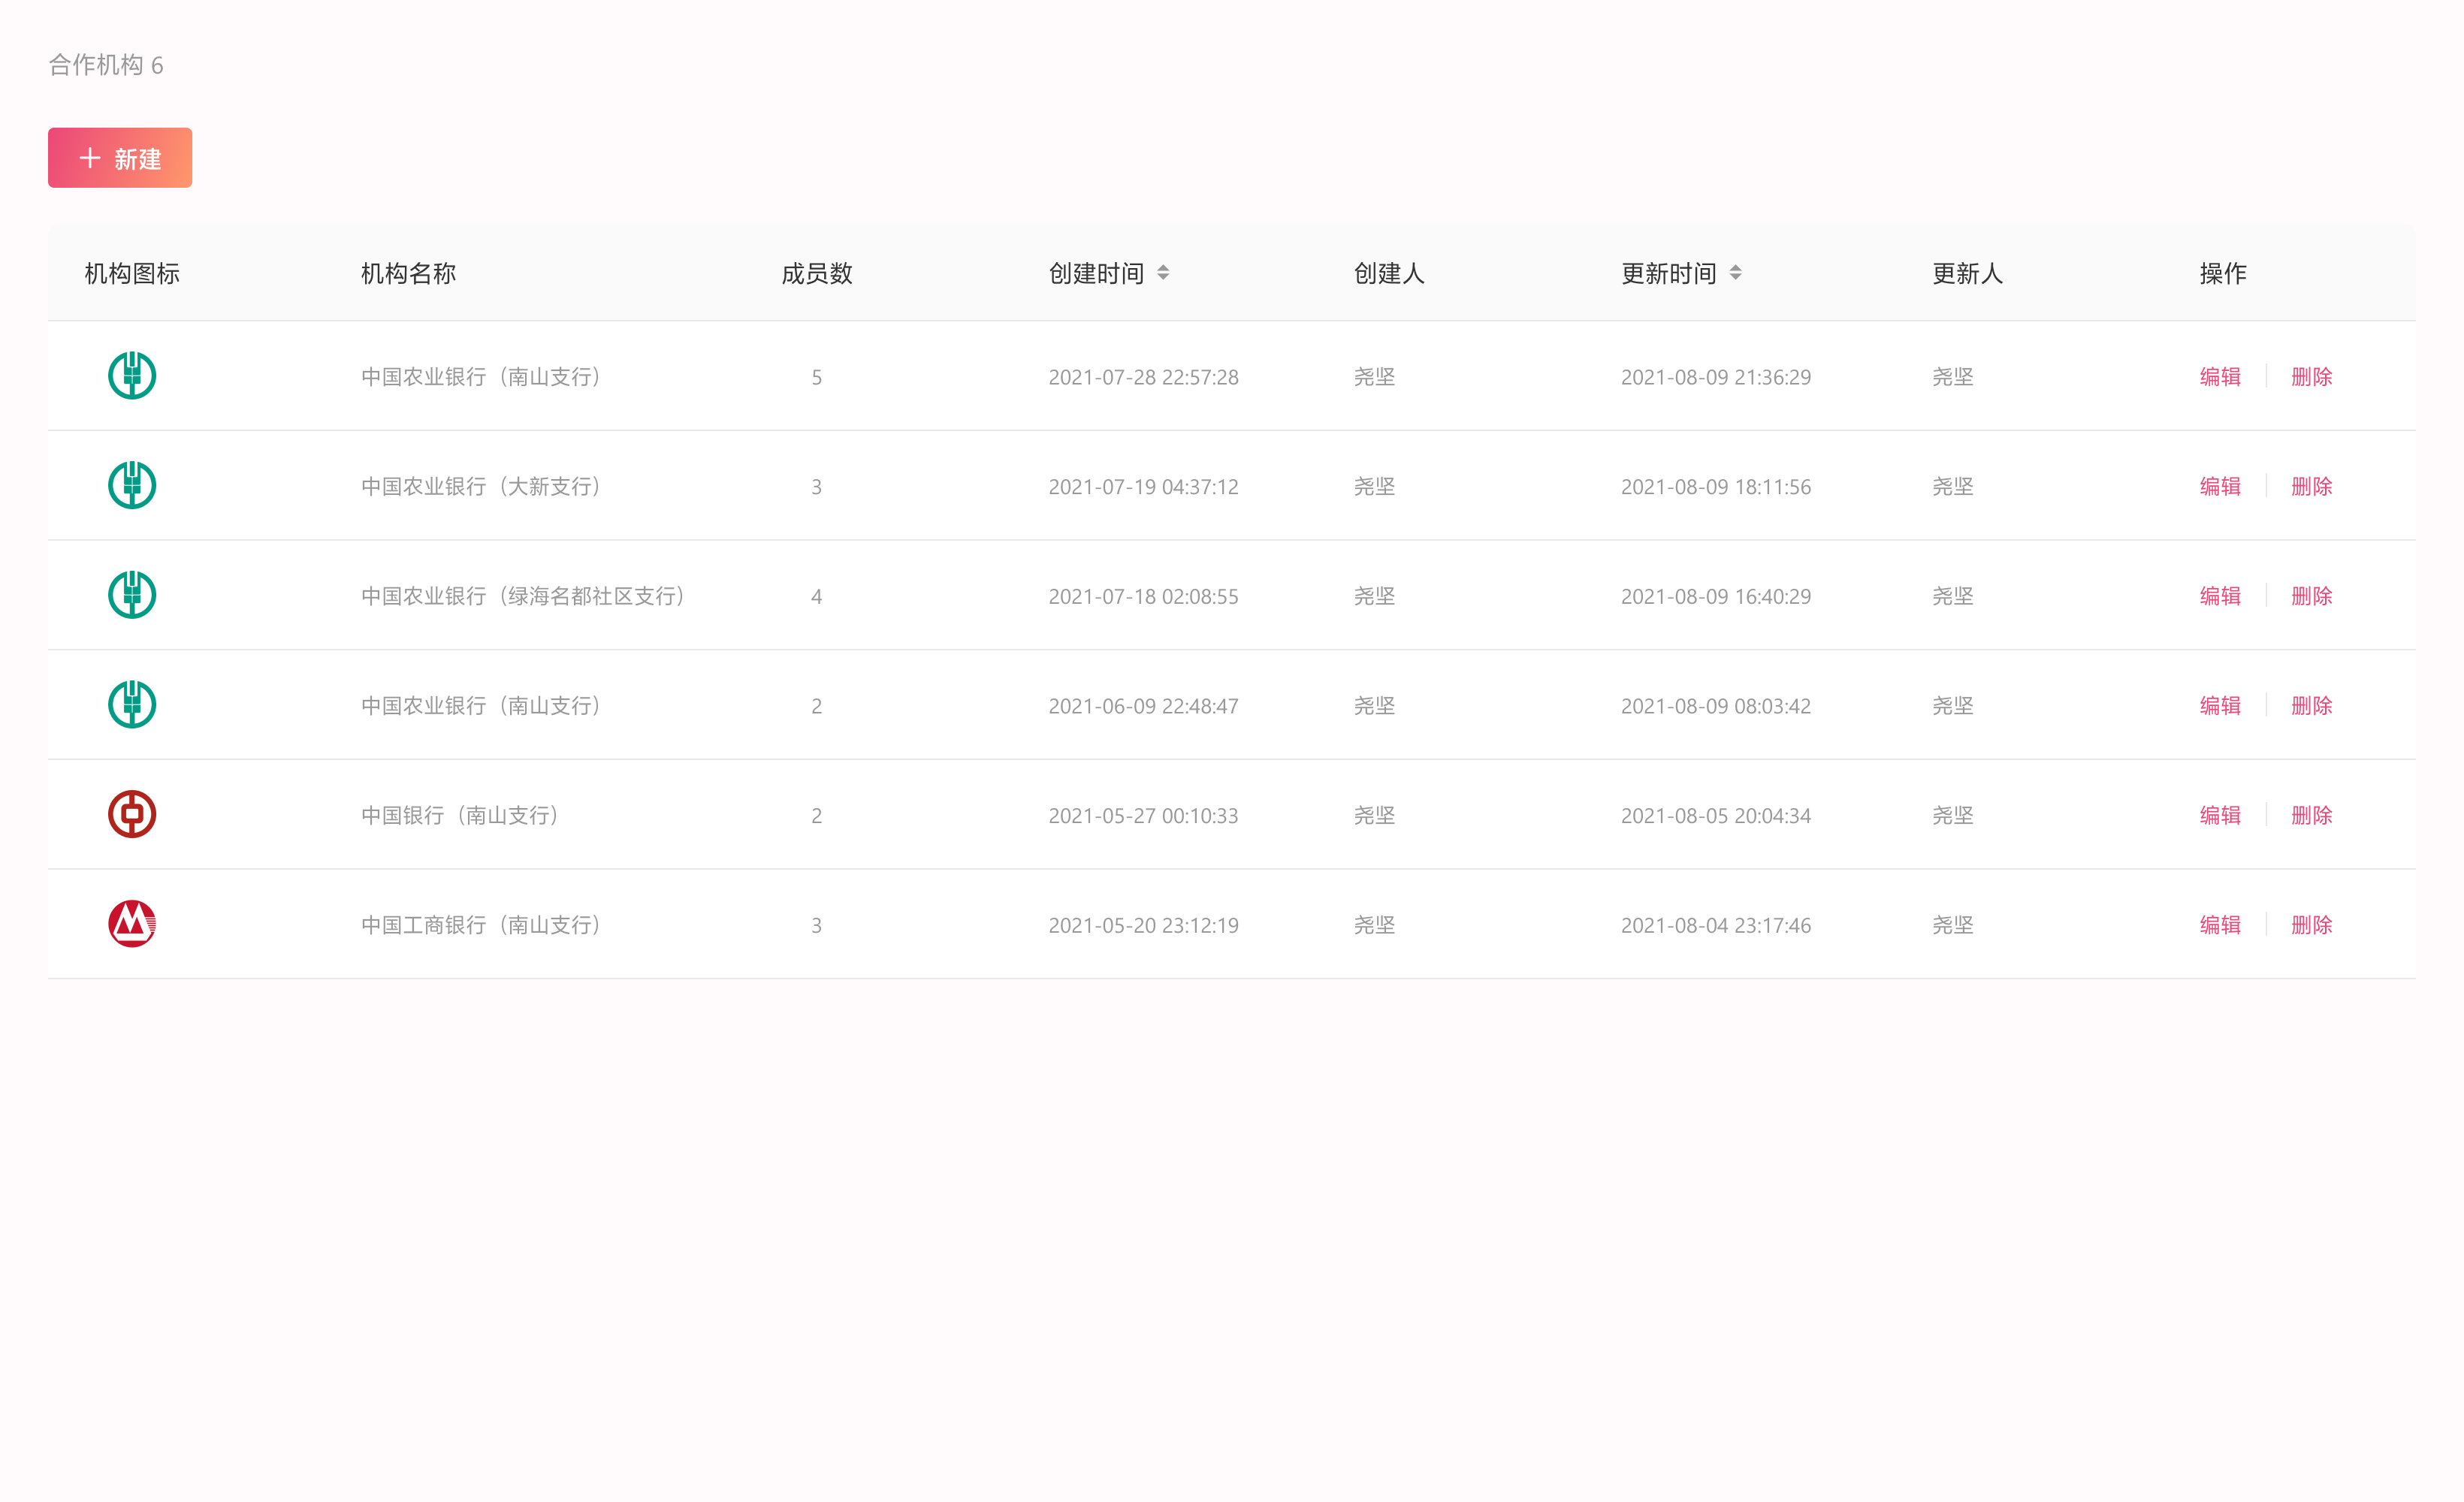 合作机构 6
新建
机构图标 机构名称 成员数 创建时间 创建人 更新时间 更新人 操作
中国农业银行（南山支行） 5 2021-07-28 22:57:28 尧坚 2021-08-09 21:36:29 尧坚 编辑 删除
中国农业银行（大新支行） 3 2021-07-19 04:37:12 尧坚 2021-08-09 18:11:56 尧坚 编辑 删除
中国农业银行（绿海名都社区支行） 4 2021-07-18 02:08:55 尧坚 2021-08-09 16:40:29 尧坚 编辑 删除
中国农业银行（南山支行） 2 2021-06-09 22:48:47 尧坚 2021-08-09 08:03:42 尧坚 编辑 删除
中国银行（南山支行） 2 2021-05-27 00:10:33 尧坚 2021-08-05 20:04:34 尧坚 编辑 删除
中国工商银行（南山支行） 3 2021-05-20 23:12:19 尧坚 2021-08-04 23:17:46 尧坚 编辑 删除